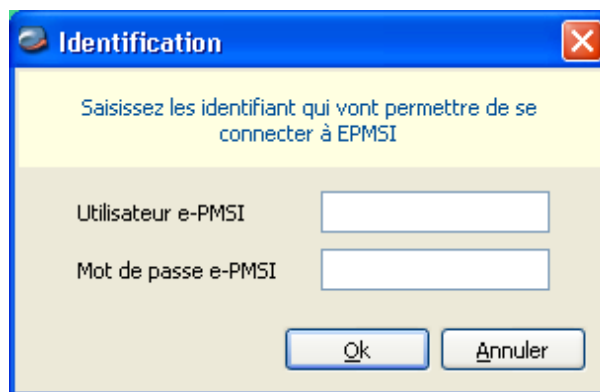 Identification
Saisissez les identifiant qui vont permettre de se
connecter à EPMSI
Utilisateur e-PMSI
Mot de passe e-PMSI
Ok
Annuler